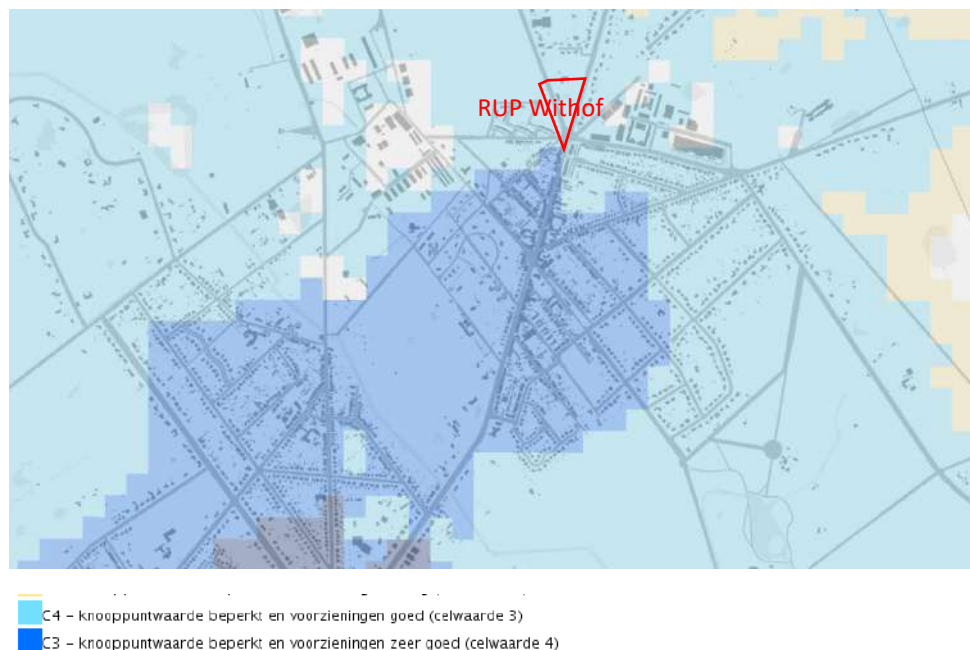 RUP Withof
C4 – knooppuntwaarde beperkt en voorzieningen goed (celwaarde 3)
C3 – knooppuntwaarde beperkt en voorzieningen zeer goed (celwaarde 4)